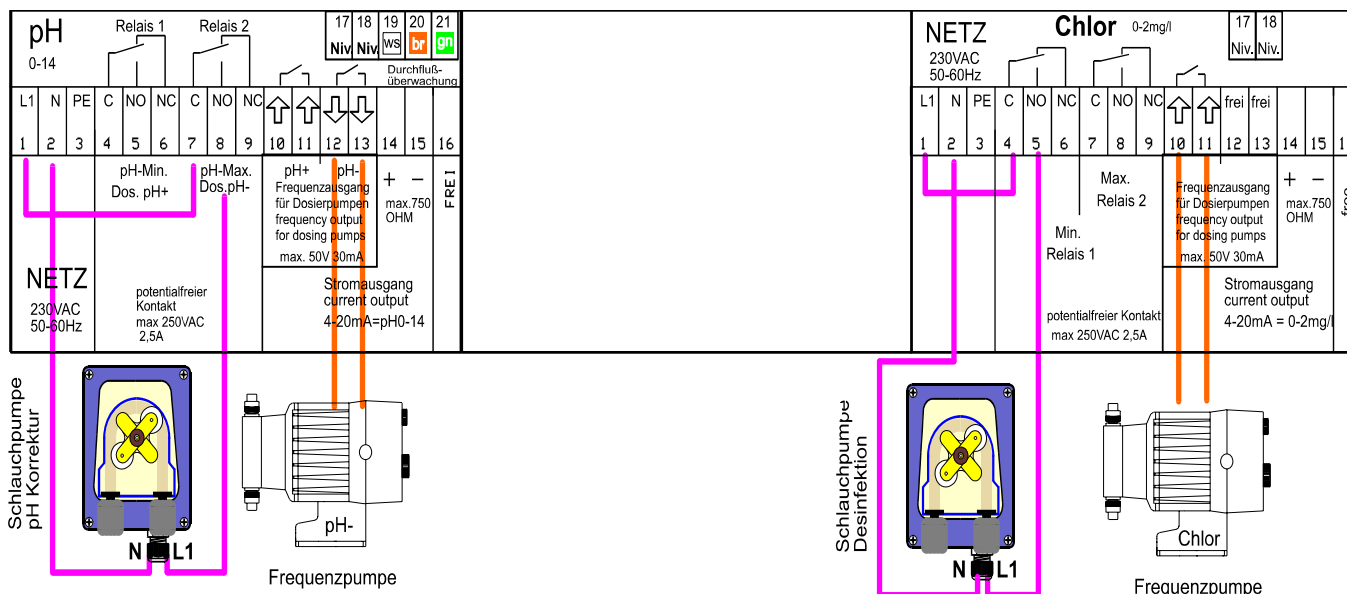 pH
0-14
Relais 1
Relais 2
17 18 19 20 21
Niv. Niv. ws br gn
Durchfluß-
überwachung
L1 N PE C NO NC C NO NC
1 2 3 4 5 6 7 8 9 10 11 12 13 14 15 16
pH-Min.
Dos. pH+
pH-Max.
Dos.pH-
pH+ pH-
Frequenzausgang
für Dosierpumpen
frequency output
for dosing pumps
max. 50V 30mA
+ −
max.750
OHM
FREI
NETZ
230VAC
50-60Hz
potentialfreier
Kontakt
max 250VAC
2,5A
Stromausgang
current output
4-20mA=pH0-14
Schlauchpumpe
pH Korrektur
N L1
pH-
Frequenzpumpe
NETZ
230VAC
50-60Hz
Chlor 0-2mg/l
17 18
Niv. Niv.
L1 N PE C NO NC C NO NC frei frei
1 2 3 4 5 6 7 8 9 10 11 12 13 14 15 1
Max.
Relais 2
Min.
Relais 1
Frequenzausgang
für Dosierpumpen
frequency output
for dosing pumps
max. 50V 30mA
+ −
max.750
OHM
potentialfreier Kontakt
max 250VAC 2,5A
Stromausgang
current output
4-20mA = 0-2mg/l
Schlauchpumpe
Desinfektion
N L1
Chlor
Frequenzpumpe